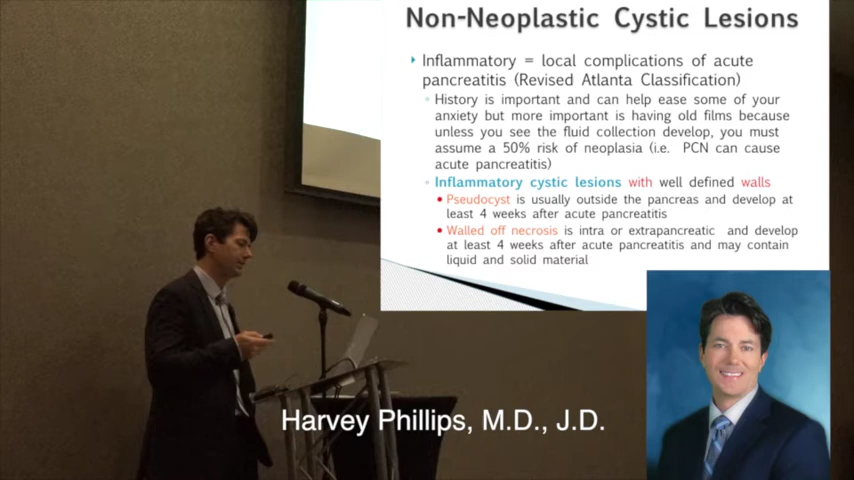 Non-Neoplastic Cystic Lesions
Inflammatory = local complications of acute
pancreatitis (Revised Atlanta Classification)
History is important and can help ease some of your
anxiety but more important is having old films because
unless you see the fluid collection develop, you must
assume a 50% risk of neoplasia (i.e. PCN can cause
acute pancreatitis)
Inflammatory cystic lesions with well defined walls
Pseudocyst is usually outside the pancreas and develop at
least 4 weeks after acute pancreatitis
Walled off necrosis is intra or extrapancreatic and develop
at least 4 weeks after acute pancreatitis and may contain
liquid and solid material
Harvey Phillips, M.D., J.D.